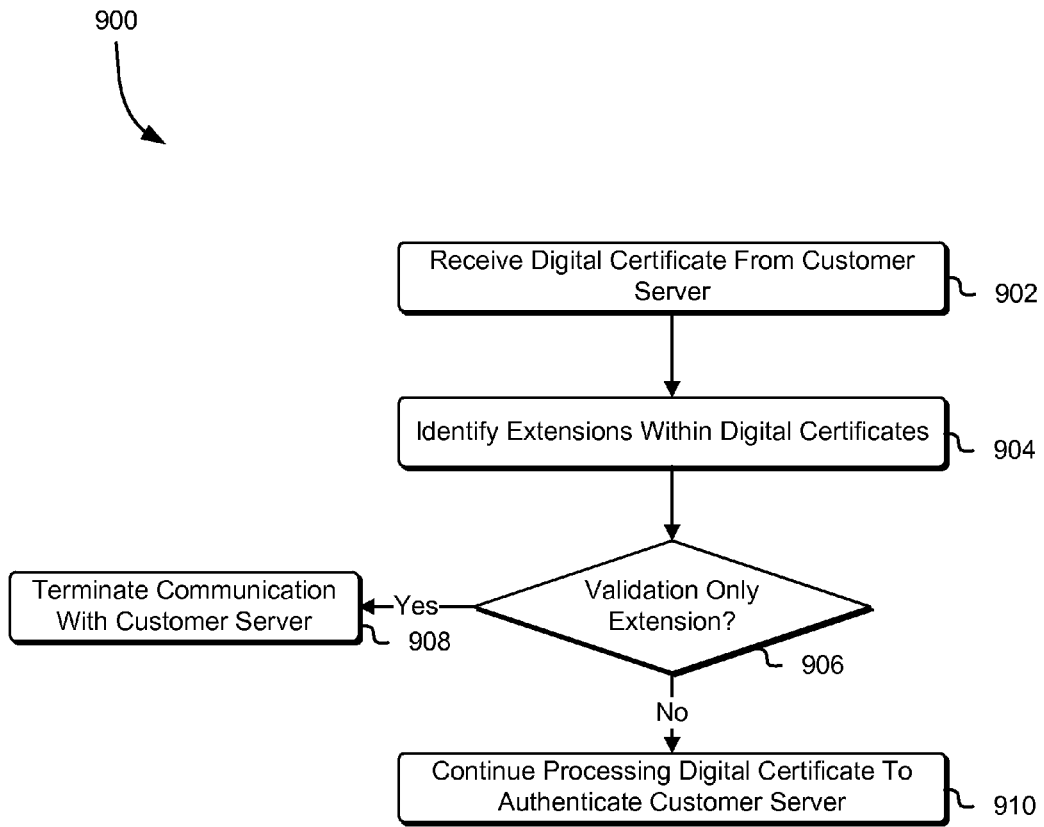 900
Receive Digital Certificate From Customer
Server
902
Identify Extensions Within Digital Certificates
904
Validation Only
Extension?
906
Yes
Terminate Communication
With Customer Server
908
No
Continue Processing Digital Certificate To
Authenticate Customer Server
910